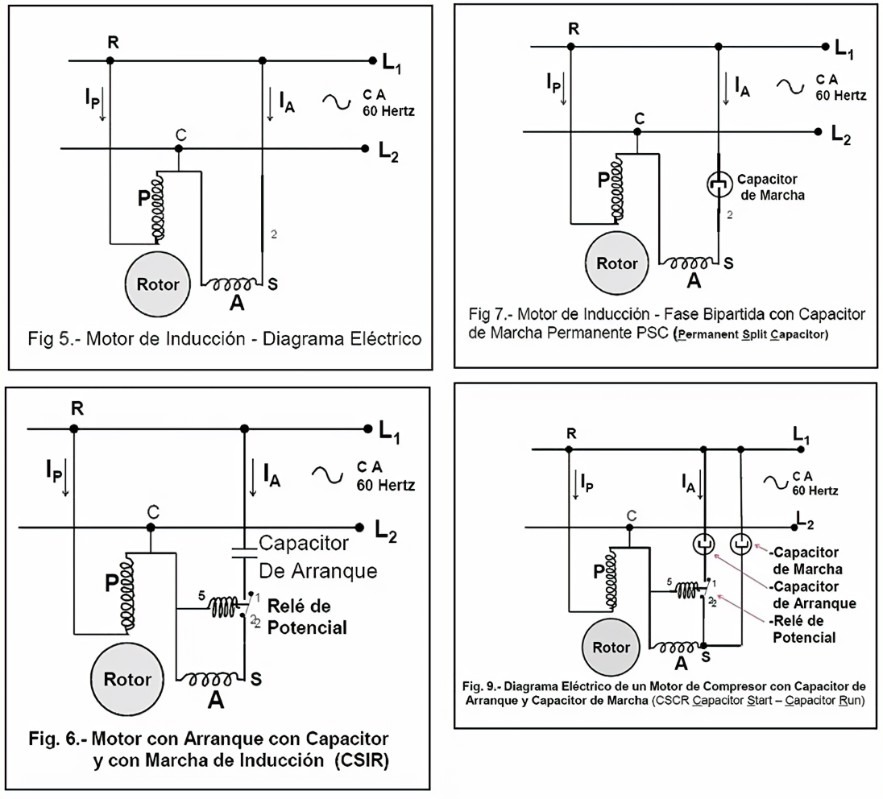 R
L1
IP
IA
C A
60 Hertz
C
L2
P
2
Rotor
S
A
Fig 5.- Motor de Inducción - Diagrama Eléctrico
R
L1
IP
IA
C A
60 Hertz
C
L2
P
Capacitor
de Marcha
2
Rotor
S
A
Fig 7.- Motor de Inducción - Fase Bipartida con Capacitor
de Marcha Permanente PSC (Permanent Split Capacitor)
R
L1
IP
IA
C A
60 Hertz
C
L2
Capacitor
De Arranque
P
5
1
Relé de
Potencial
2
2
Rotor
S
A
Fig. 6.- Motor con Arranque con Capacitor
y con Marcha de Inducción (CSIR)
R
L1
IP
IA
C A
60 Hertz
C
L2
-Capacitor
de Marcha
P
5
1
-Capacitor
de Arranque
2
2
-Relé de
Potencial
Rotor
A
S
Fig. 9.- Diagrama Eléctrico de un Motor de Compresor con Capacitor de
Arranque y Capacitor de Marcha (CSCR Capacitor Start – Capacitor Run)